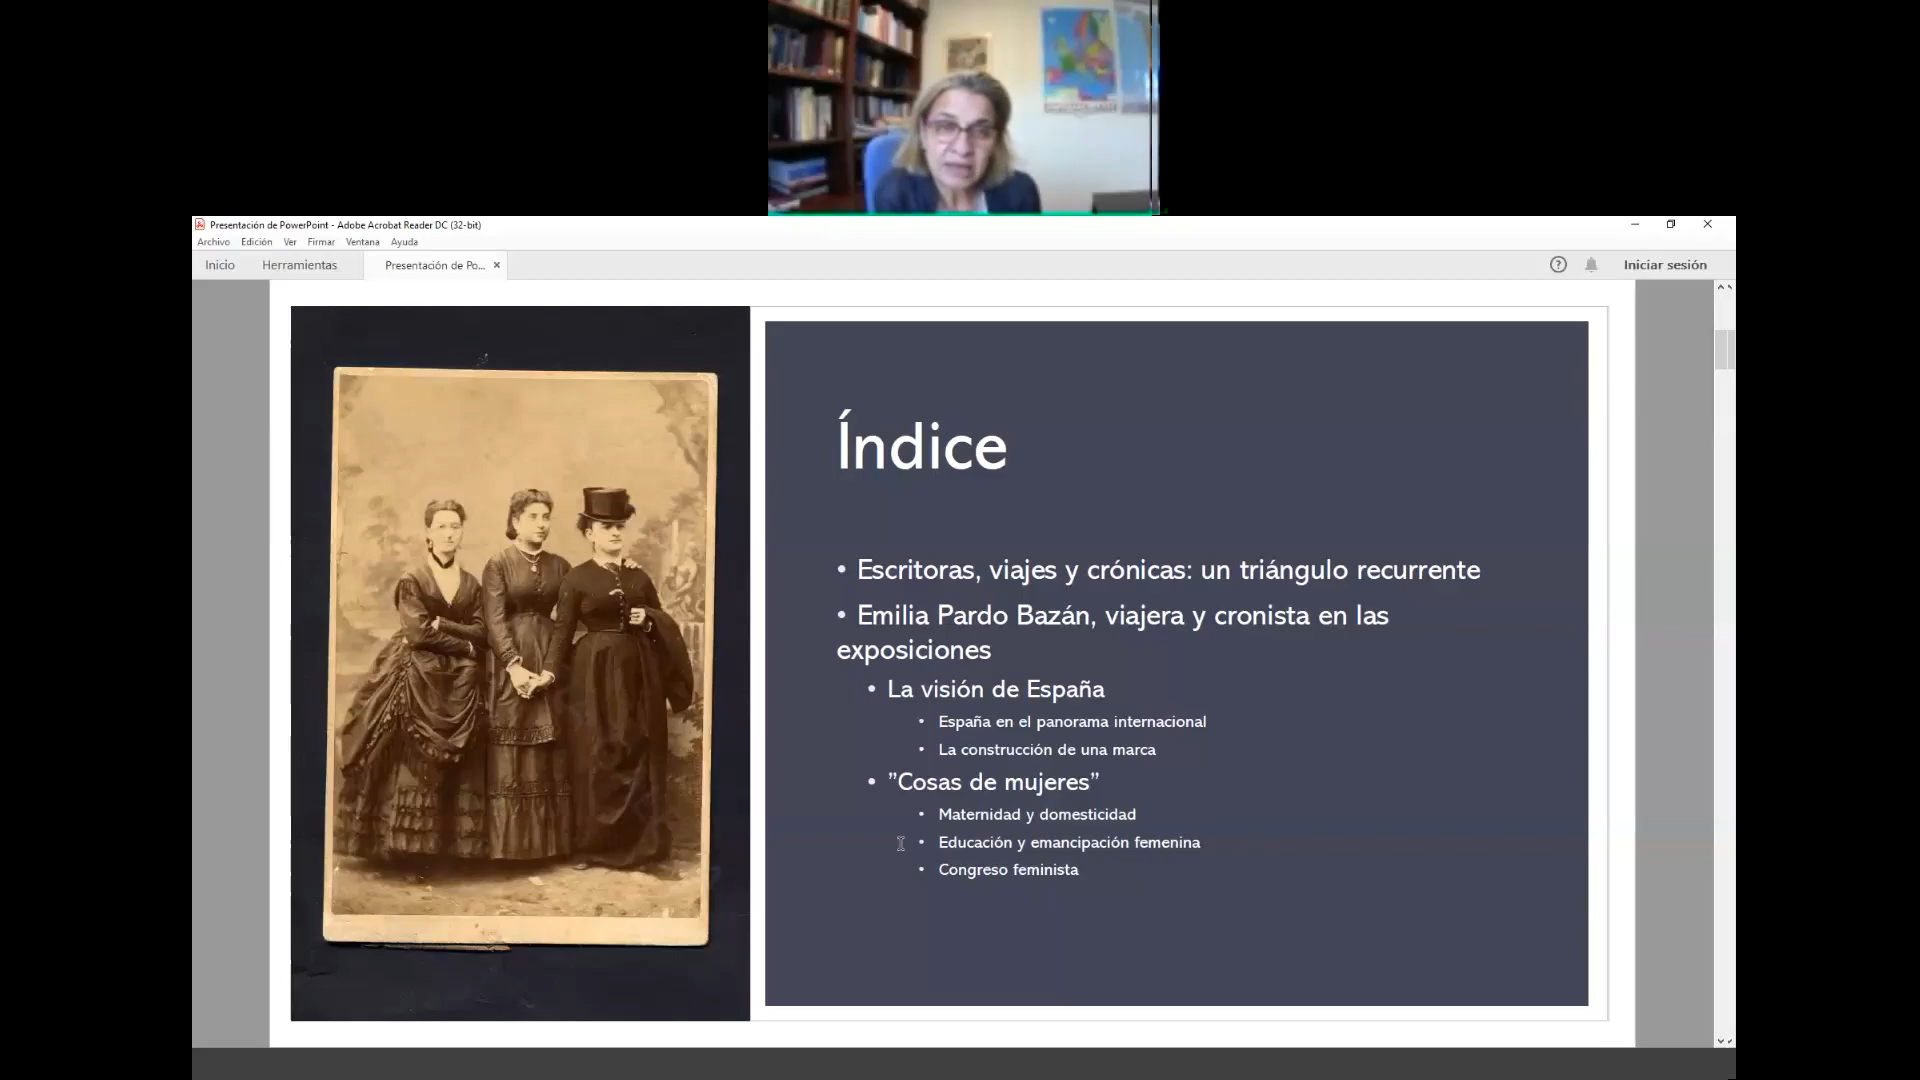 Presentación de PowerPoint - Adobe Acrobat Reader DC (32-bit)
Archivo Edición Ver Firmar Ventana Ayuda
Inicio Herramientas Presentación de Po... Iniciar sesión
Índice
• Escritoras, viajes y crónicas: un triángulo recurrente
• Emilia Pardo Bazán, viajera y cronista en las
exposiciones
• La visión de España
• España en el panorama internacional
• La construcción de una marca
• ”Cosas de mujeres”
• Maternidad y domesticidad
• Educación y emancipación femenina
• Congreso feminista